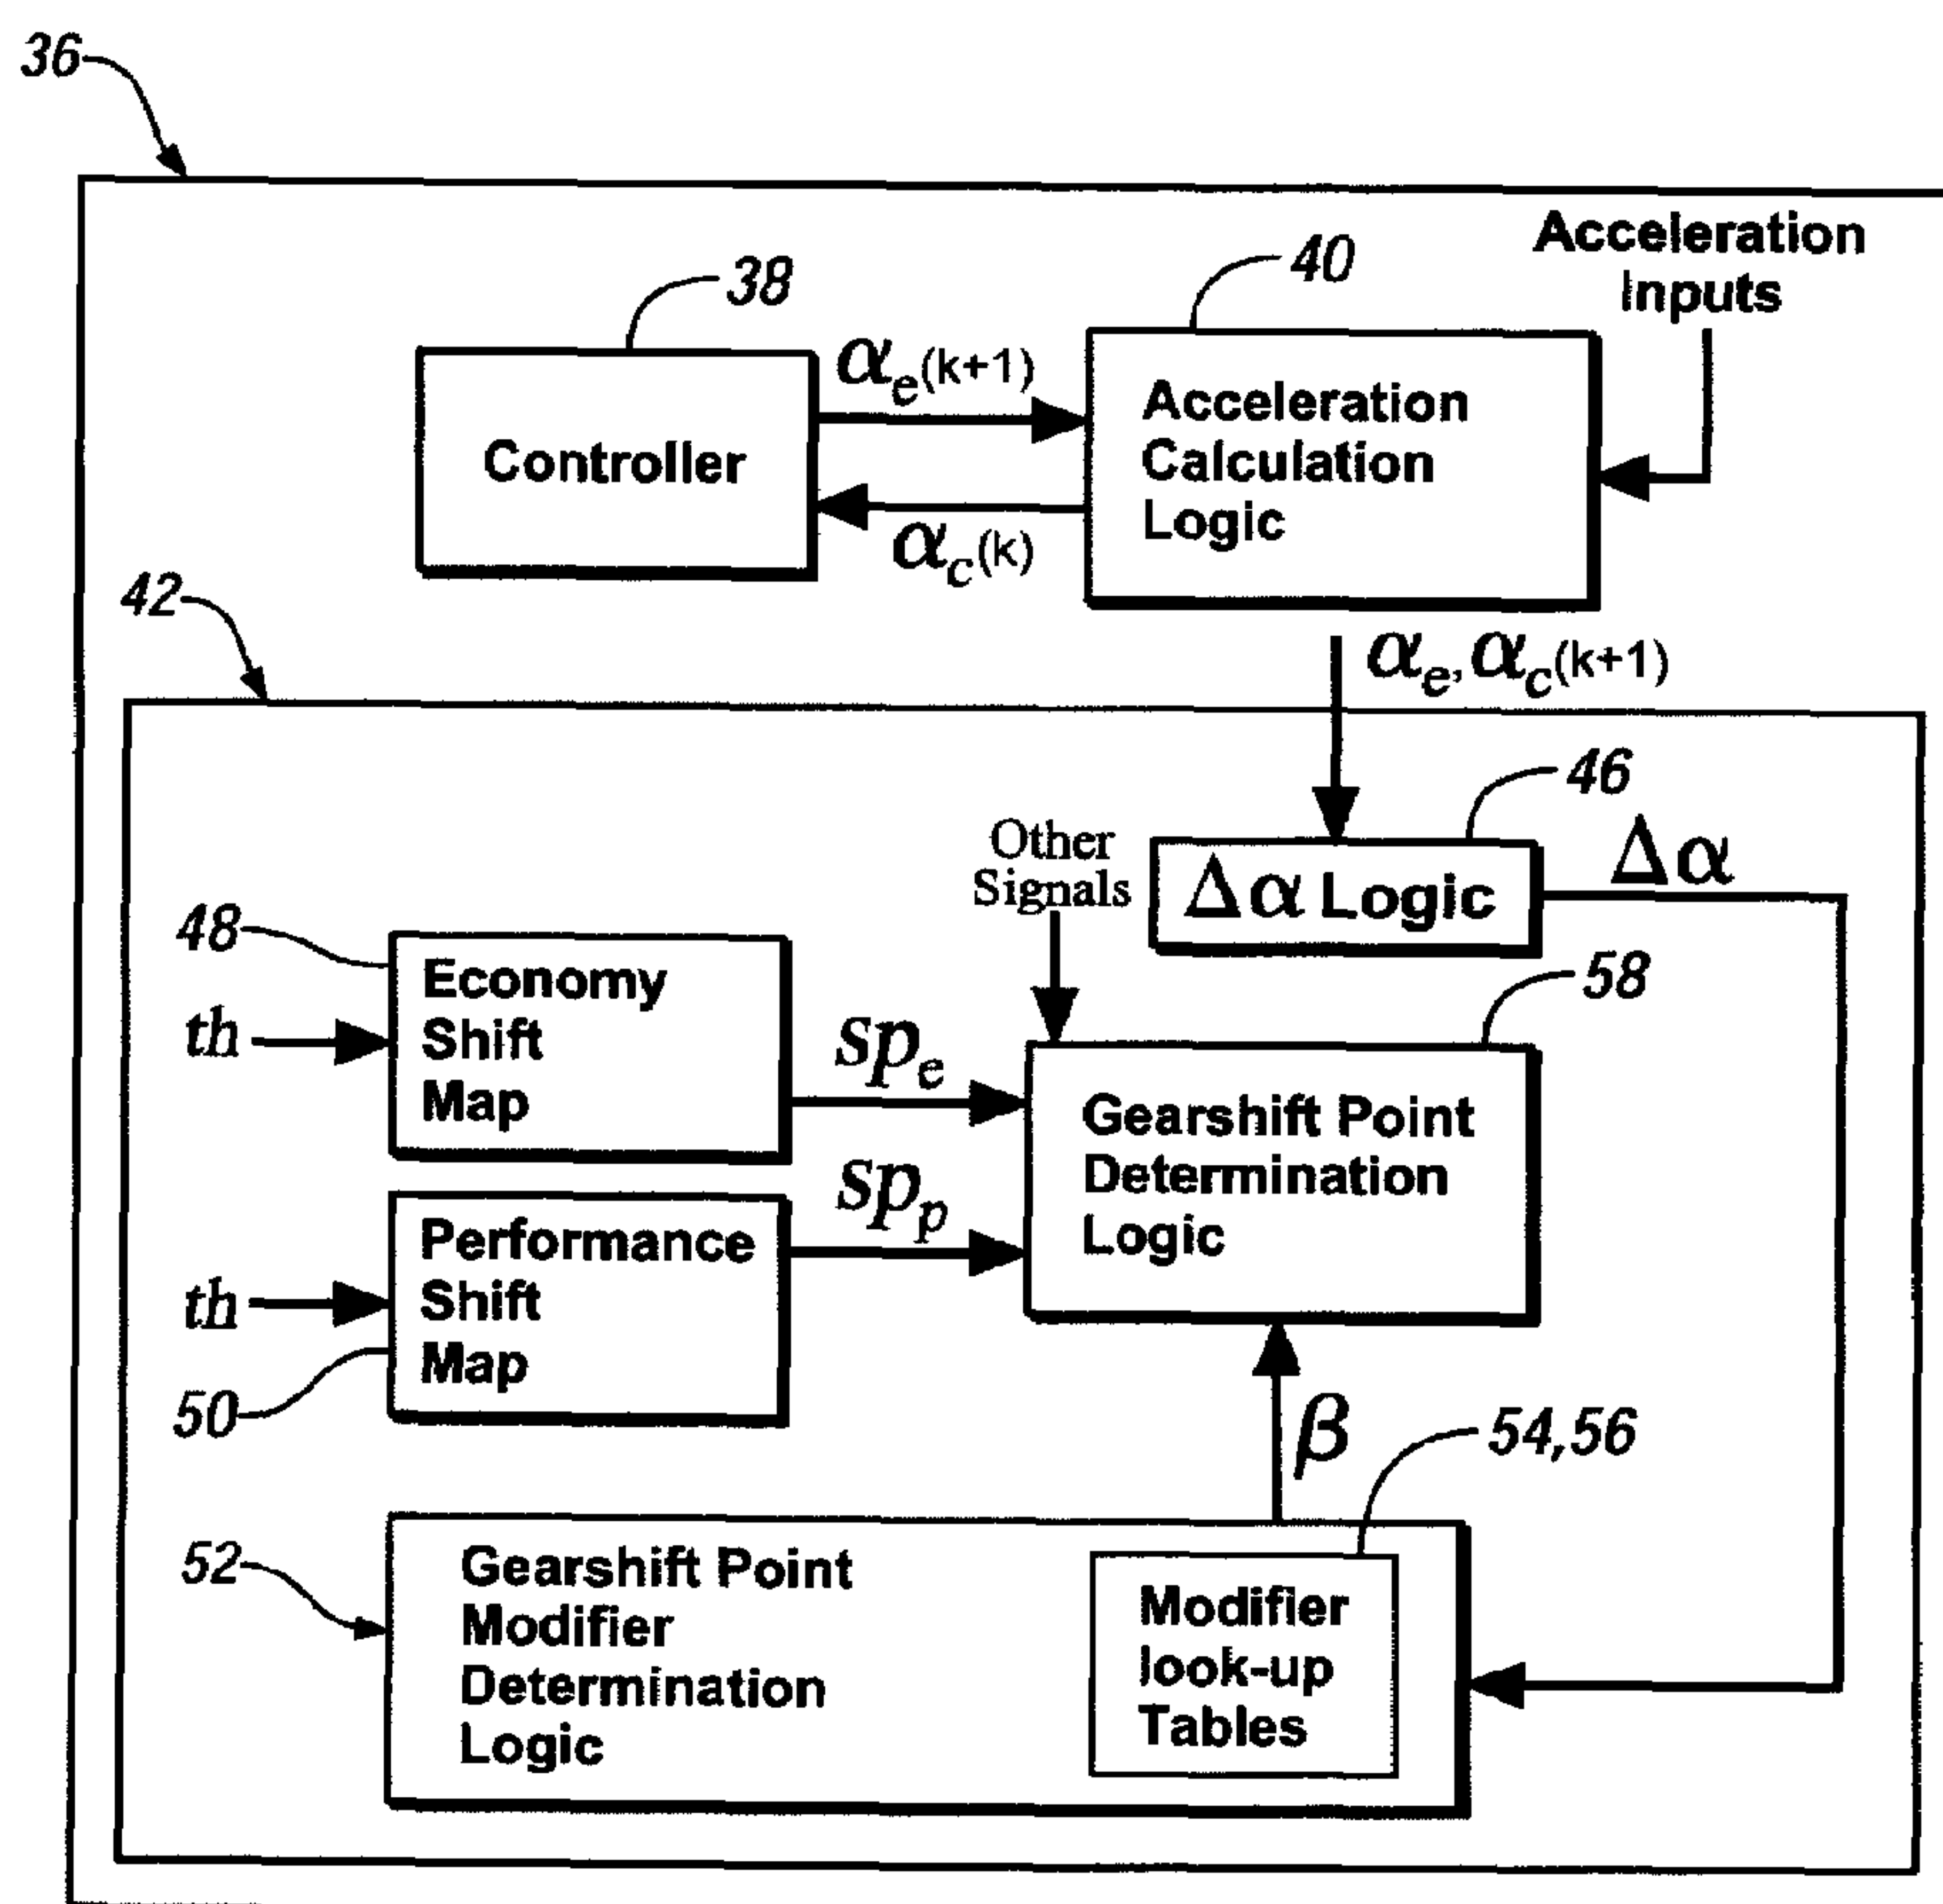 36
38
40
Acceleration
Inputs
αe(k+1)
Controller
Acceleration
Calculation
Logic
αc(k)
42
αe, αc(k+1)
46
Other
Signals
Δα Logic
Δα
48
Economy
Shift
Map
th
spe
58
Gearshift Point
Determination
Logic
Performance
Shift
Map
th
spp
50
β
54,56
52
Gearshift Point
Modifier
Determination
Logic
Modifier
look-up
Tables